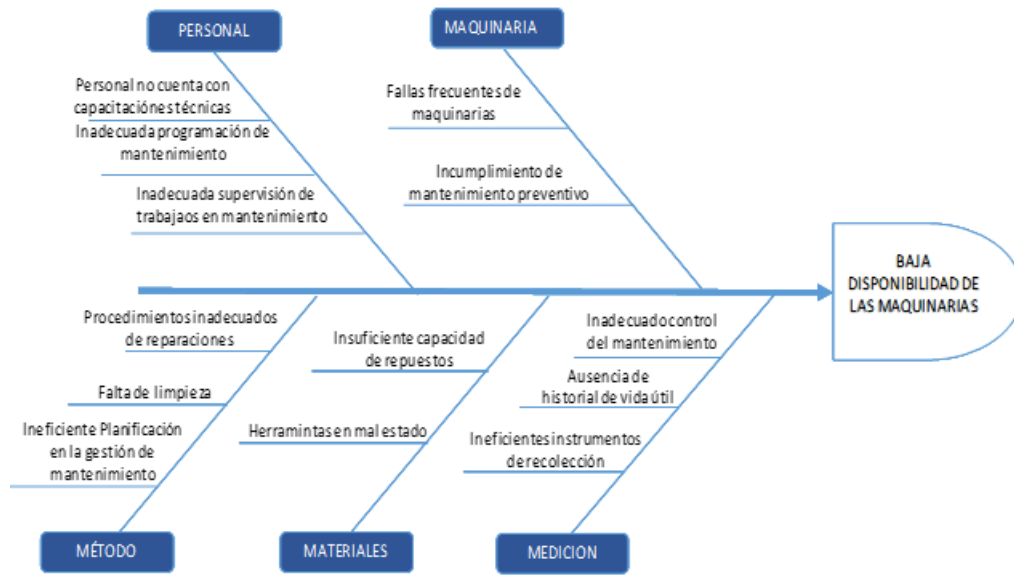 PERSONAL
MAQUINARIA
Personal no cuenta con
capacitaciónes técnicas
Inadecuada programación de
mantenimiento
Inadecuada supervisión de
trabajaos en mantenimiento
Fallas frecuentes de
maquinarias
Incumplimiento de
mantenimiento preventivo
BAJA
DISPONIBILIDAD DE
LAS MAQUINARIAS
Procedimientos inadecuados
de reparaciones
Falta de limpieza
Ineficiente Planificación
en la gestión de
mantenimiento
Insuficiente capacidad
de repuestos
Herramintas en mal estado
Inadecuado control
del mantenimiento
Ausencia de
historial de vida útil
Ineficientes instrumentos
de recolección
MÉTODO
MATERIALES
MEDICION